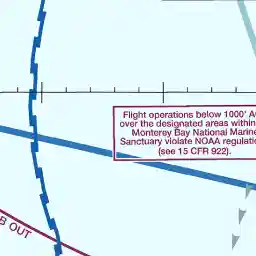 Flight operations below 1000' A
over the designated areas within
Monterey Bay National Marine
Sanctuary violate NOAA regulatio
(see 15 CFR 922).
B OUT